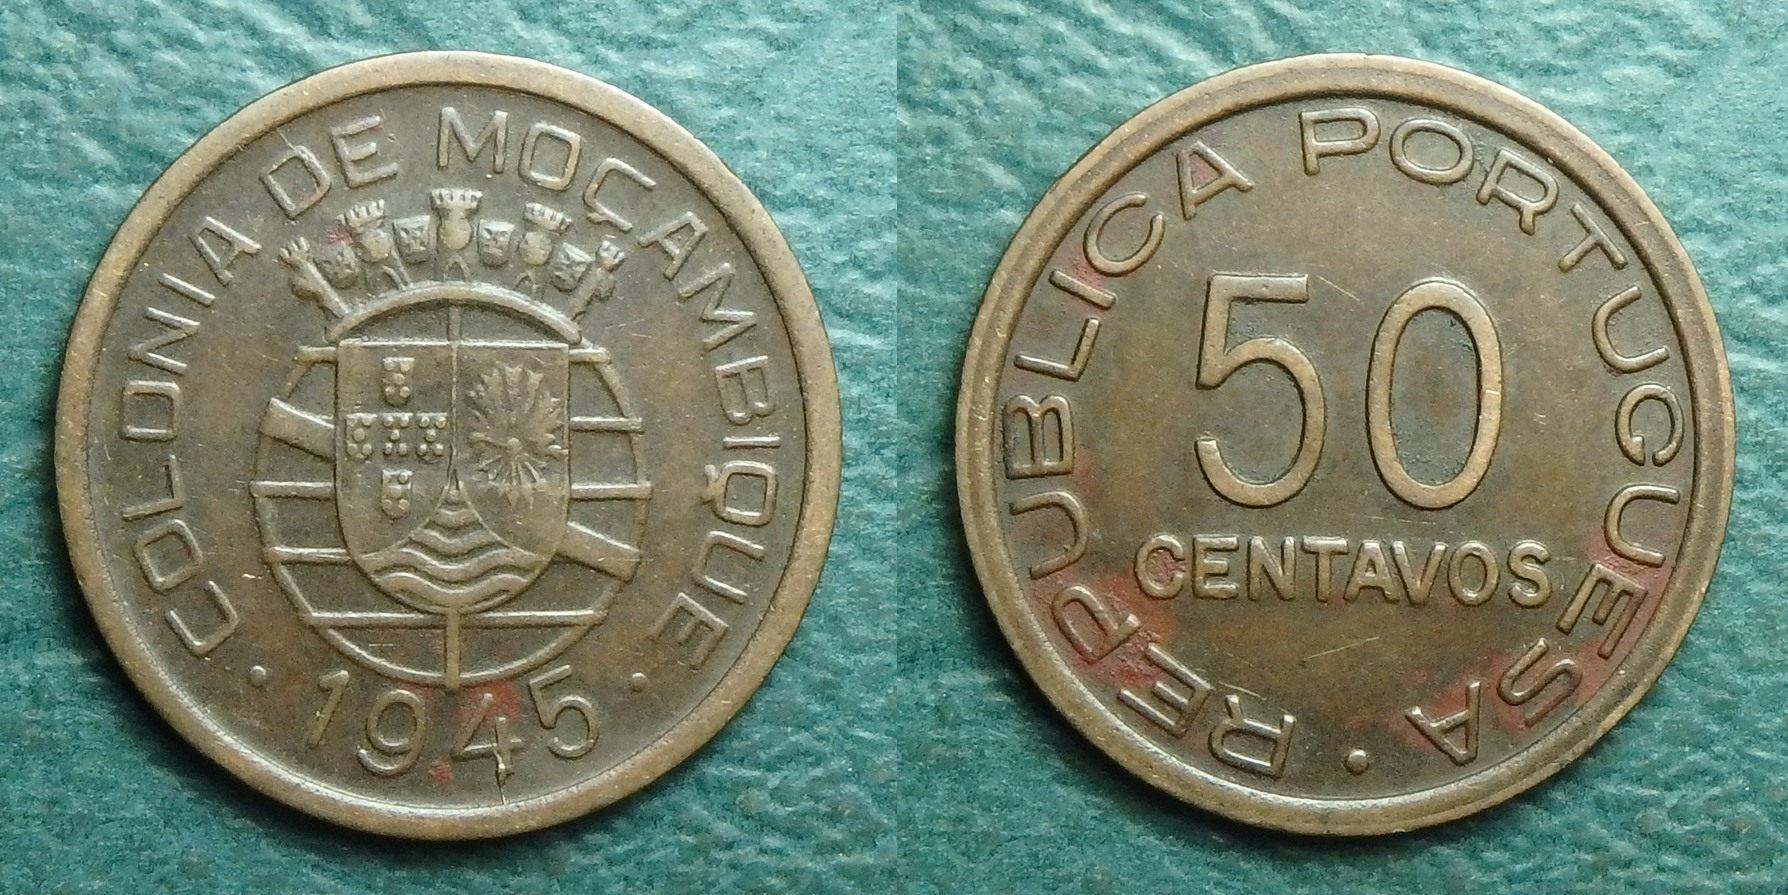 COLONIA DE MOÇAMBIQUE
· 1945 ·
REPUBLICA PORTUGUESA ·
50
CENTAVOS